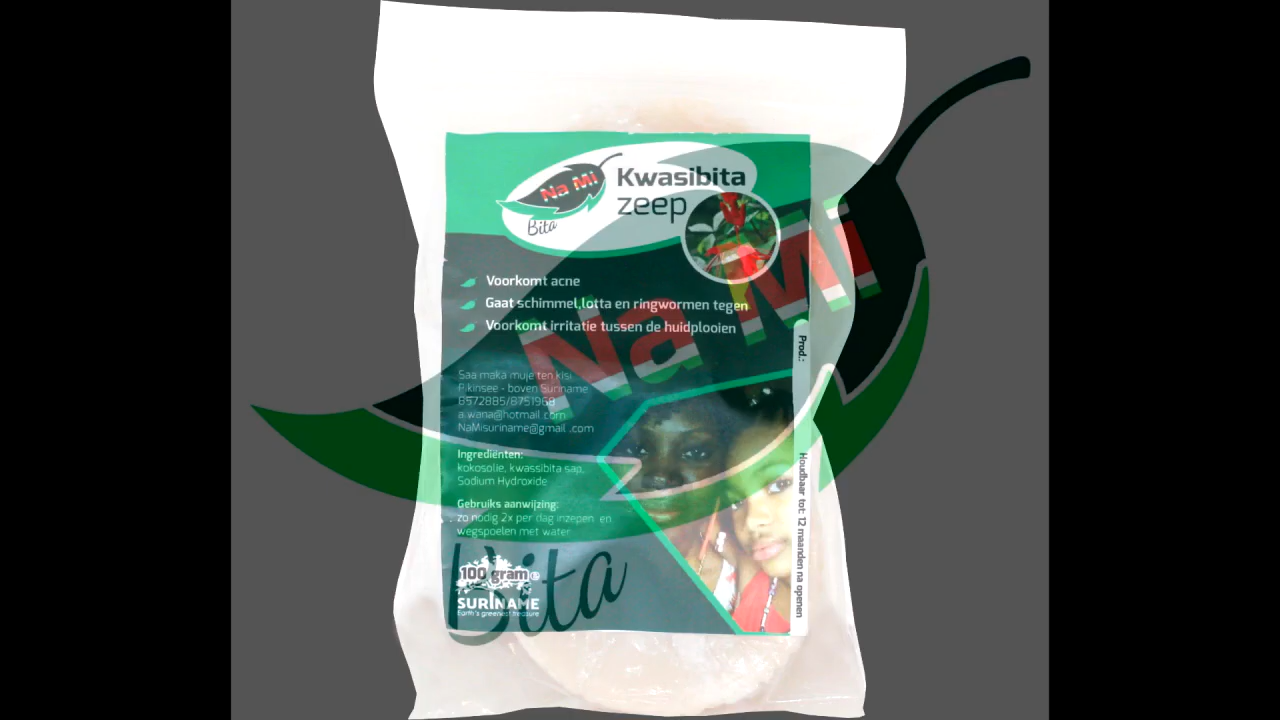 Na Mi
Bita
Kwasibita
zeep
Voorkomt acne
Gaat schimmel,lotta en ringwormen tegen
Voorkomt irritatie tussen de huidplooien
Na Mi
Prod.:
Saa maka muje ten kisi
Pikinsee - boven Suriname
8572885/8751968
a.wana@hotmail.com
NaMisuriname@gmail .com
Ingrediënten:
kokosolie, kwassibita sap,
Sodium Hydroxide
Gebruiks aanwijzing:
zo nodig 2x per dag inzepen en
wegspoelen met water
Houdbaar tot: 12 maanden na openen
Bita
100 gram
SURINAME
Earth's greenest treasure